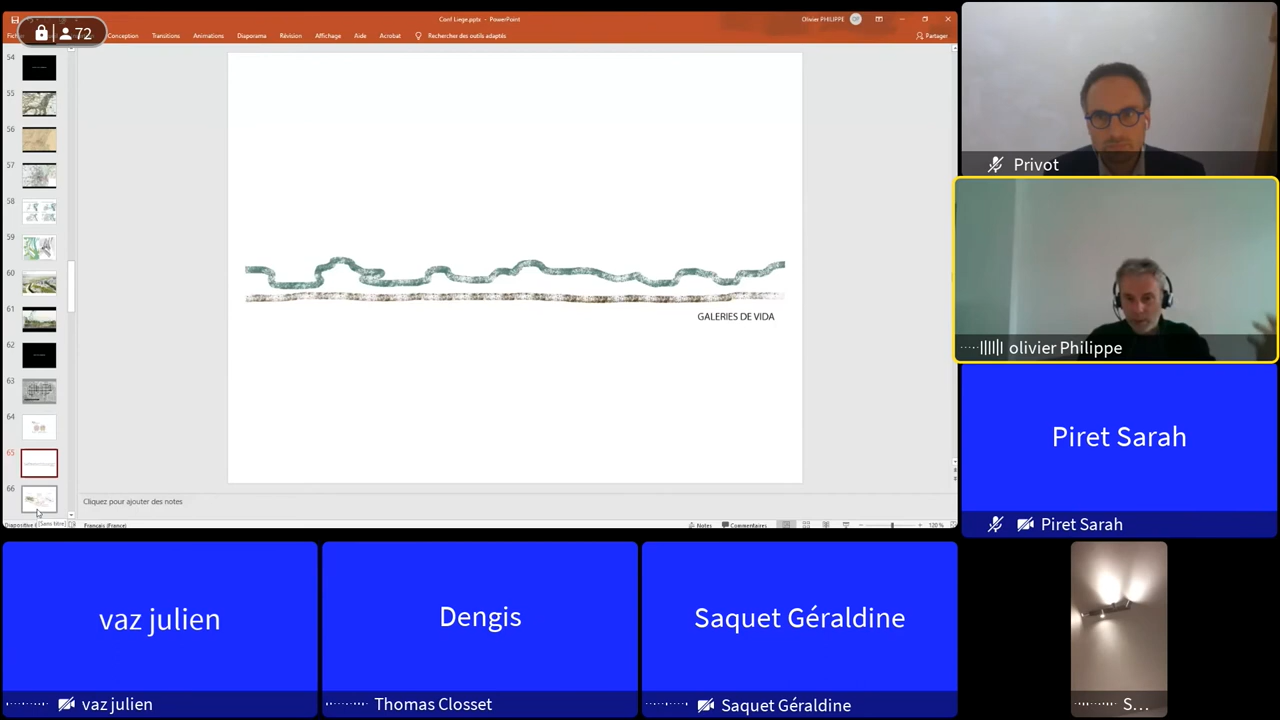 Conf Liege.pptx - PowerPoint
Olivier PHILIPPE
OP
72
Conception
Transitions
Animations
Diaporama
Révision
Affichage
Aide
Acrobat
Rechercher des outils adaptés
Partager
54
55
56
57
58
59
60
61
62
63
64
65
66
GALERIES DE VIDA
Cliquez pour ajouter des notes
Français (France)
Notes
Commentaires
120 %
Privot
olivier Philippe
Piret Sarah
Piret Sarah
vaz julien
vaz julien
Dengis
Thomas Closset
Saquet Géraldine
Saquet Géraldine
S...